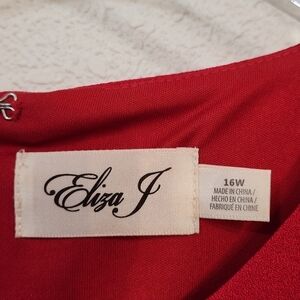 Eliza J
16W
MADE IN CHINA/
HECHO EN CHINA/
FABRIQUÉ EN CHINE